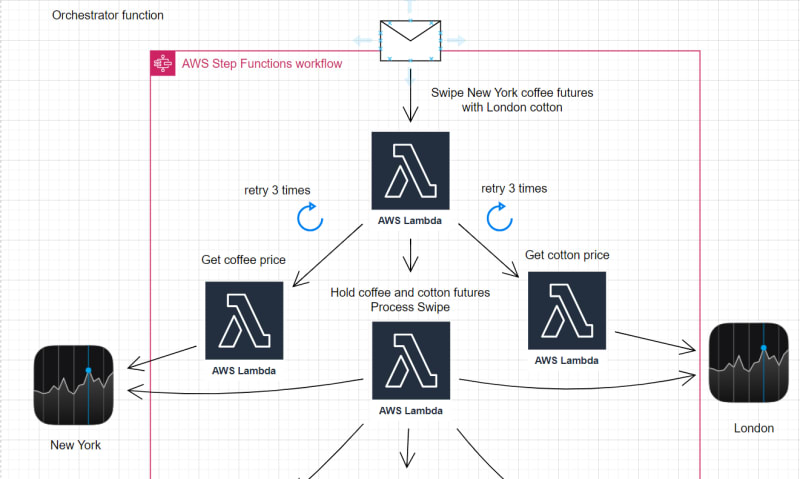 Orchestrator function
AWS Step Functions workflow
Swipe New York coffee futures
with London cotton
retry 3 times
retry 3 times
AWS Lambda
Get coffee price
Get cotton price
Hold coffee and cotton futures
Process Swipe
AWS Lambda
AWS Lambda
AWS Lambda
New York
London